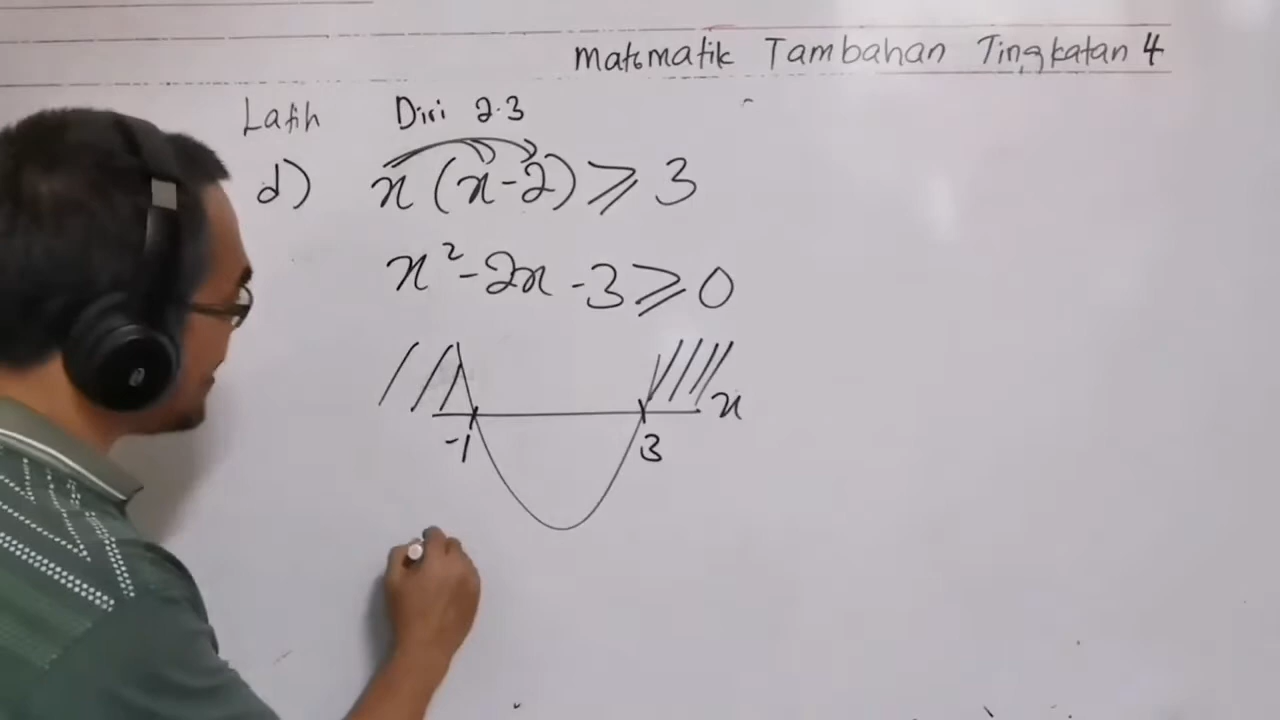 Matematik Tambahan Tingkatan 4
Latih Diri 2.3
d) x(x-2) ⩾ 3
x² - 2x - 3 ⩾ 0
x
-1 3